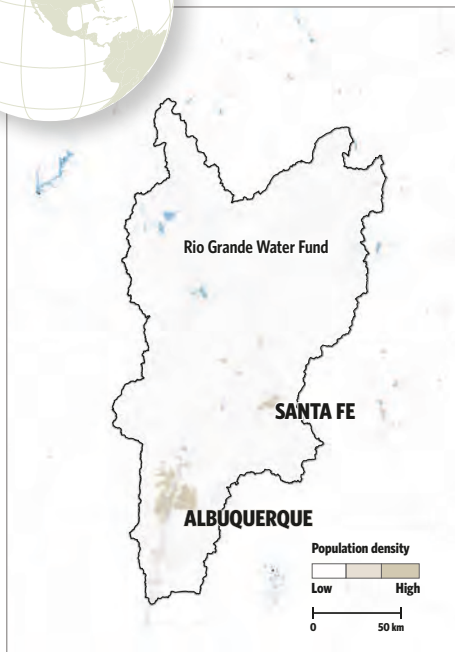 Rio Grande Water Fund
SANTA FE
ALBUQUERQUE
Population density
Low High
0 50 km